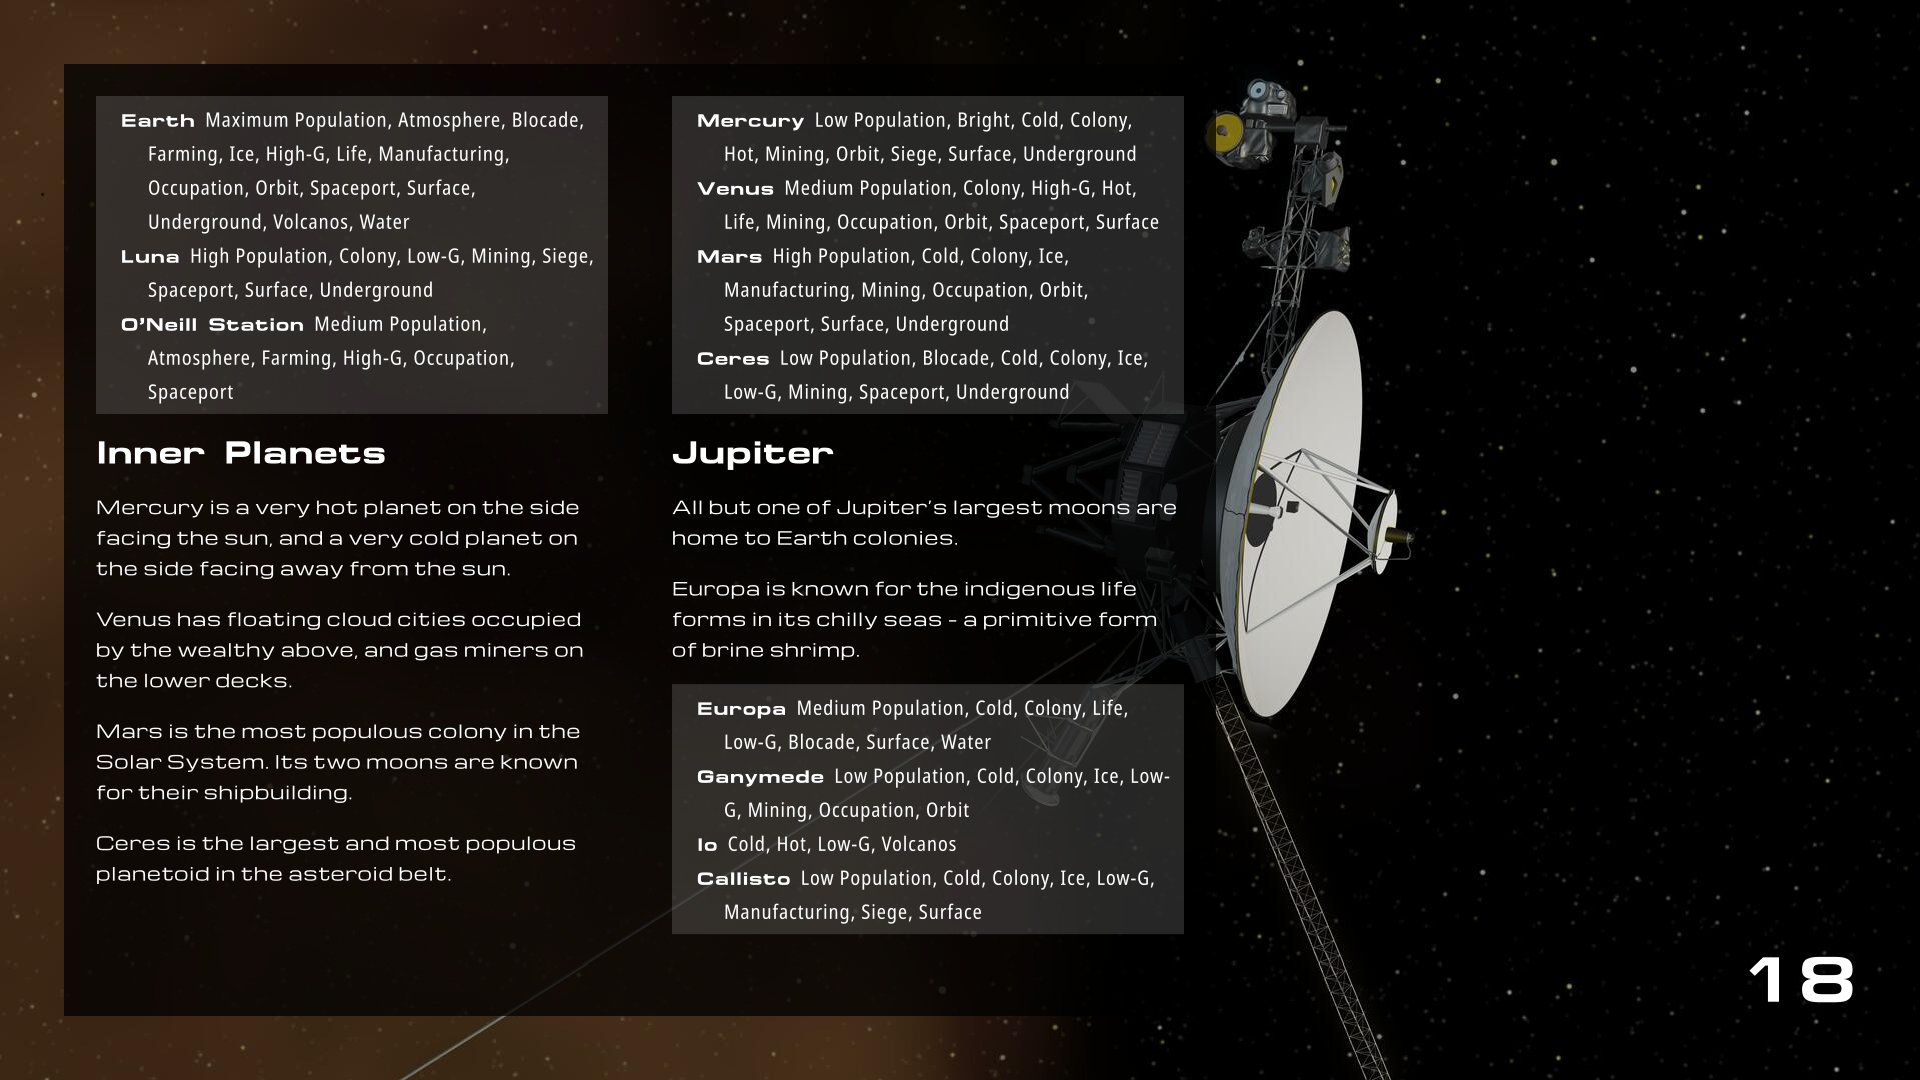 Earth Maximum Population, Atmosphere, Blocade,
Farming, Ice, High-G, Life, Manufacturing,
Occupation, Orbit, Spaceport, Surface,
Underground, Volcanos, Water
Luna High Population, Colony, Low-G, Mining, Siege,
Spaceport, Surface, Underground
O'Neill Station Medium Population,
Atmosphere, Farming, High-G, Occupation,
Spaceport
Inner Planets
Mercury is a very hot planet on the side
facing the sun, and a very cold planet on
the side facing away from the sun.
Venus has floating cloud cities occupied
by the wealthy above, and gas miners on
the lower decks.
Mars is the most populous colony in the
Solar System. Its two moons are known
for their shipbuilding.
Ceres is the largest and most populous
planetoid in the asteroid belt.
Mercury Low Population, Bright, Cold, Colony,
Hot, Mining, Orbit, Siege, Surface, Underground
Venus Medium Population, Colony, High-G, Hot,
Life, Mining, Occupation, Orbit, Spaceport, Surface
Mars High Population, Cold, Colony, Ice,
Manufacturing, Mining, Occupation, Orbit,
Spaceport, Surface, Underground
Ceres Low Population, Blocade, Cold, Colony, Ice,
Low-G, Mining, Spaceport, Underground
Jupiter
All but one of Jupiter's largest moons are
home to Earth colonies.
Europa is known for the indigenous life
forms in its chilly seas - a primitive form
of brine shrimp.
Europa Medium Population, Cold, Colony, Life,
Low-G, Blocade, Surface, Water
Ganymede Low Population, Cold, Colony, Ice, Low-
G, Mining, Occupation, Orbit
Io Cold, Hot, Low-G, Volcanos
Callisto Low Population, Cold, Colony, Ice, Low-G,
Manufacturing, Siege, Surface
18